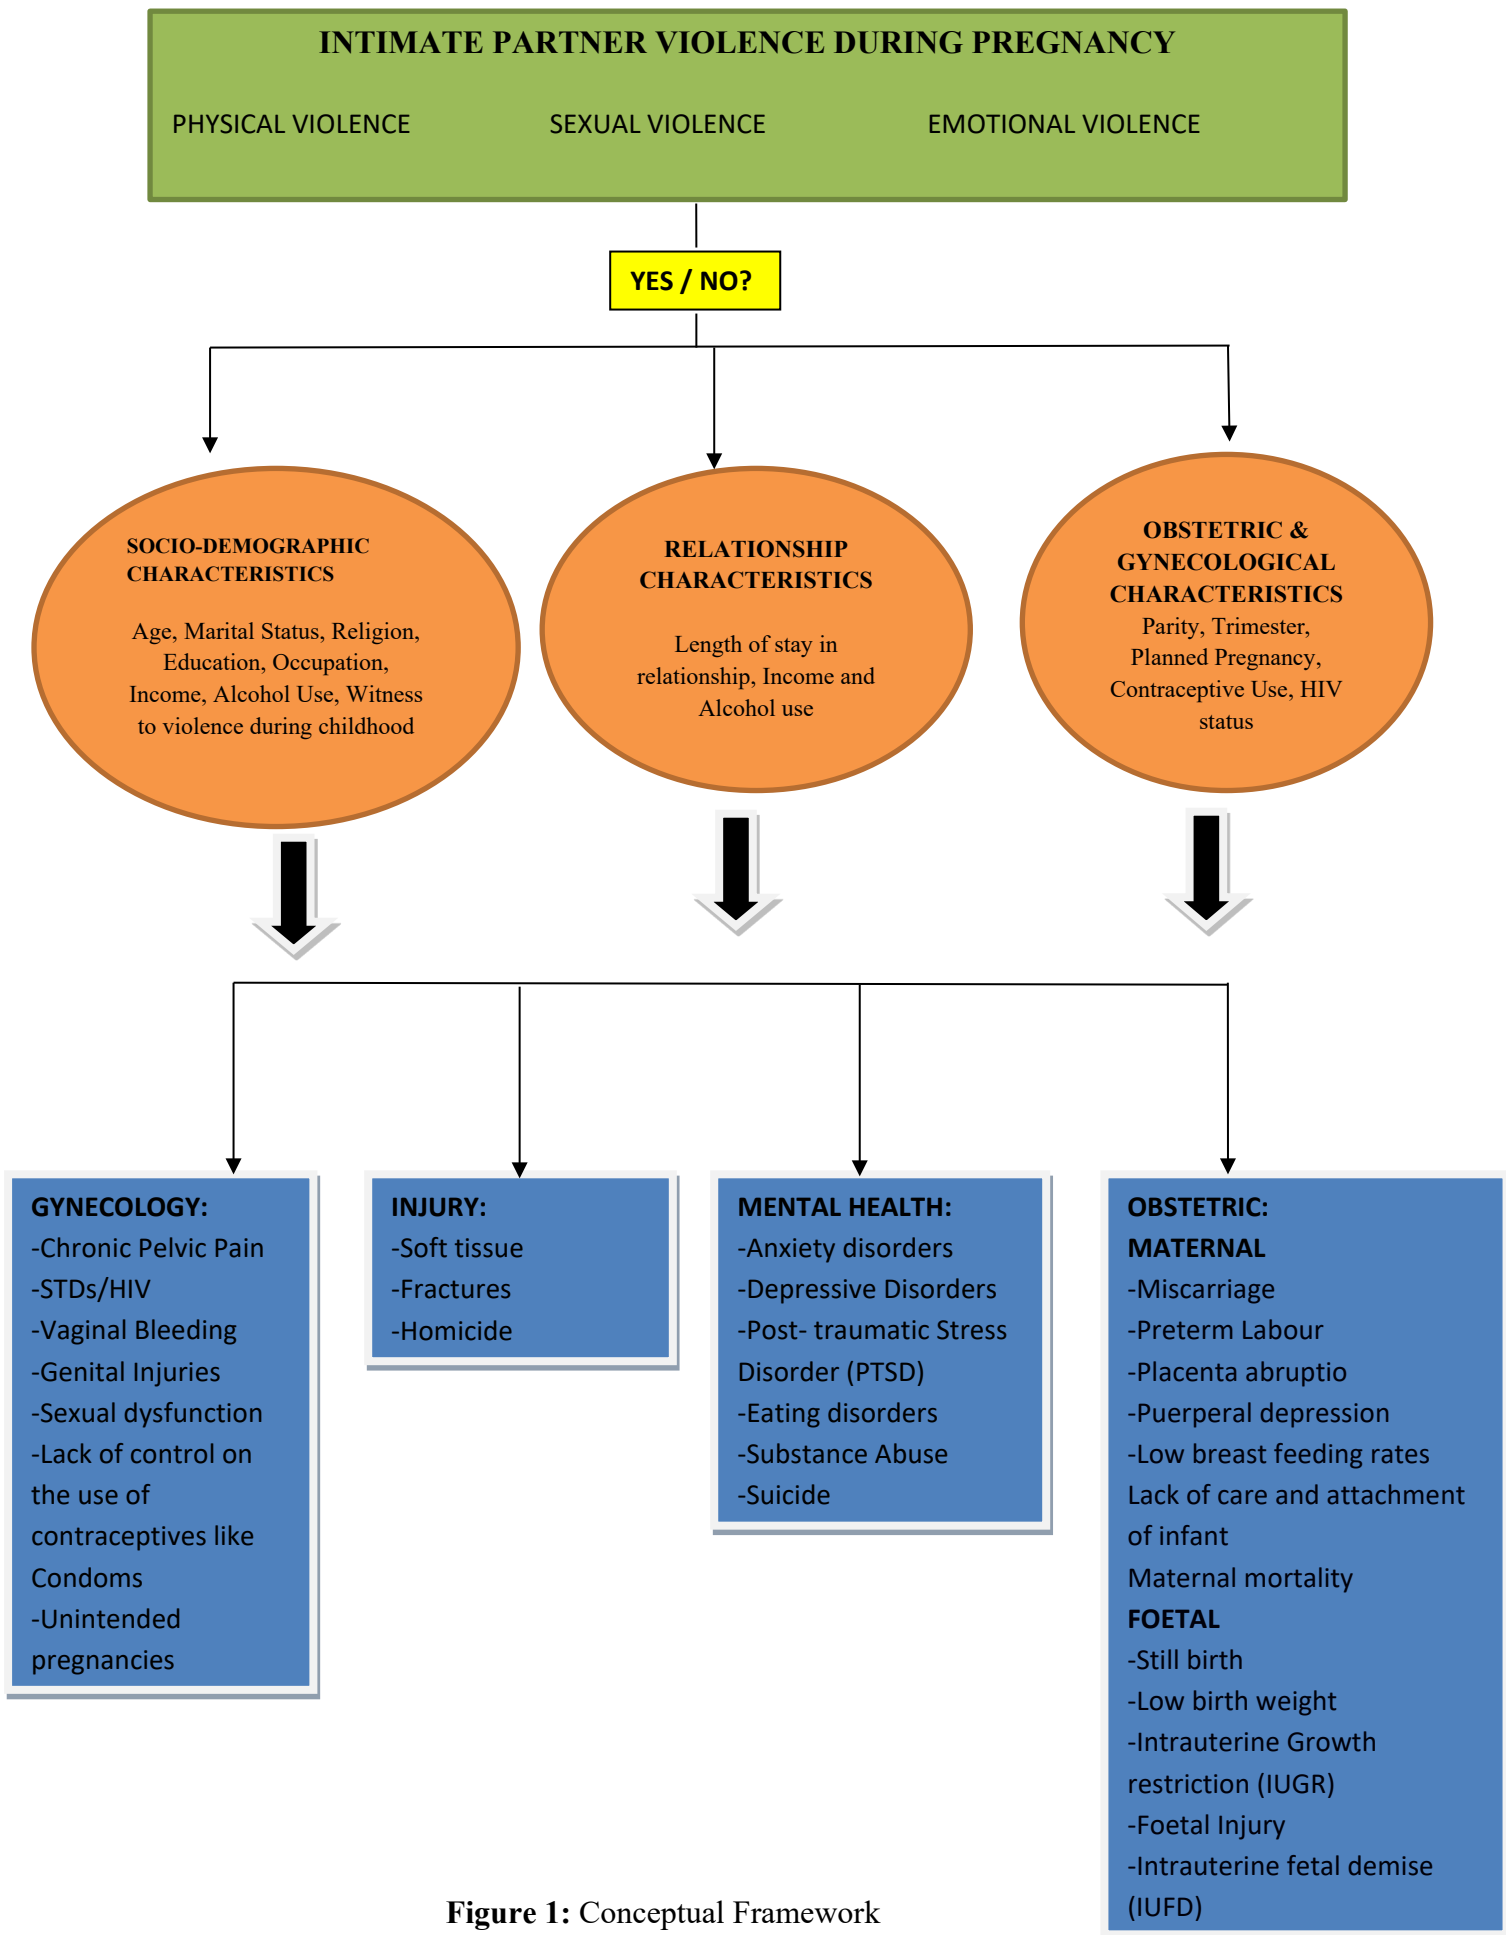 INTIMATE PARTNER VIOLENCE DURING PREGNANCY
PHYSICAL VIOLENCE SEXUAL VIOLENCE EMOTIONAL VIOLENCE
YES / NO?
SOCIO-DEMOGRAPHIC
CHARACTERISTICS
Age, Marital Status, Religion,
Education, Occupation,
Income, Alcohol Use, Witness
to violence during childhood
RELATIONSHIP
CHARACTERISTICS
Length of stay in
relationship, Income and
Alcohol use
OBSTETRIC &
GYNECOLOGICAL
CHARACTERISTICS
Parity, Trimester,
Planned Pregnancy,
Contraceptive Use, HIV
status
GYNECOLOGY:
-Chronic Pelvic Pain
-STDs/HIV
-Vaginal Bleeding
-Genital Injuries
-Sexual dysfunction
-Lack of control on
the use of
contraceptives like
Condoms
-Unintended
pregnancies
INJURY:
-Soft tissue
-Fractures
-Homicide
MENTAL HEALTH:
-Anxiety disorders
-Depressive Disorders
-Post- traumatic Stress
Disorder (PTSD)
-Eating disorders
-Substance Abuse
-Suicide
OBSTETRIC:
MATERNAL
-Miscarriage
-Preterm Labour
-Placenta abruptio
-Puerperal depression
-Low breast feeding rates
Lack of care and attachment
of infant
Maternal mortality
FOETAL
-Still birth
-Low birth weight
-Intrauterine Growth
restriction (IUGR)
-Foetal Injury
-Intrauterine fetal demise
(IUFD)
Figure 1: Conceptual Framework